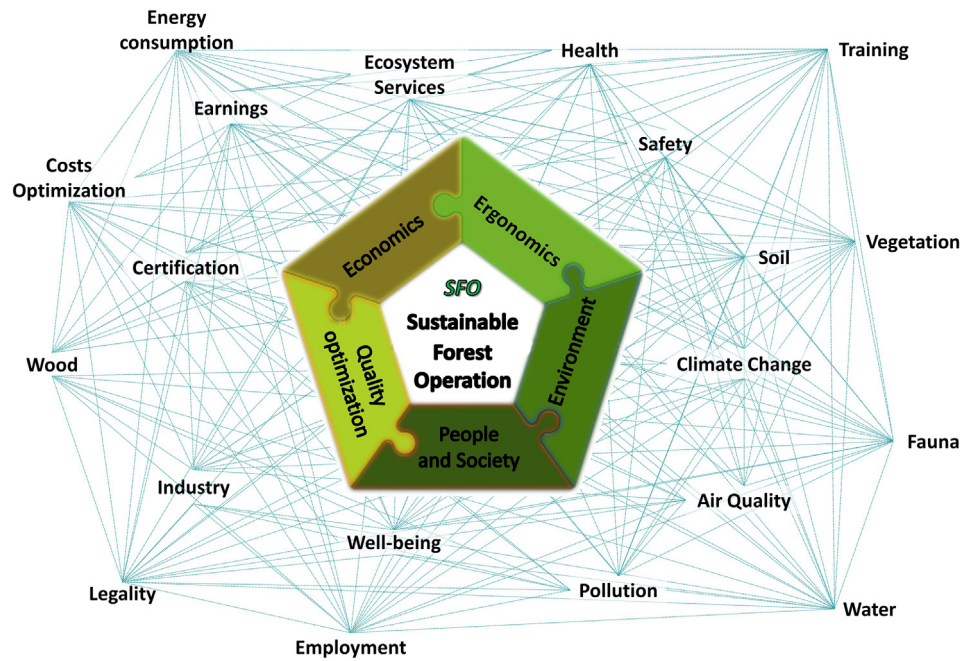 Energy
consumption
Ecosystem
Services
Health
Training
Earnings
Safety
Costs
Optimization
Certification
Economics
Ergonomics
Soil
Vegetation
SFO
Sustainable
Forest
Operation
Quality
optimization
Environment
Wood
Climate Change
People
and Society
Fauna
Industry
Air Quality
Well-being
Legality
Pollution
Water
Employment